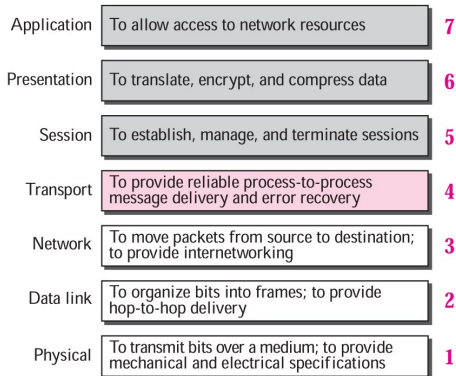 Application To allow access to network resources 7
Presentation To translate, encrypt, and compress data 6
Session To establish, manage, and terminate sessions 5
Transport To provide reliable process-to-process
message delivery and error recovery 4
Network To move packets from source to destination;
to provide internetworking 3
Data link To organize bits into frames; to provide
hop-to-hop delivery 2
Physical To transmit bits over a medium; to provide
mechanical and electrical specifications 1